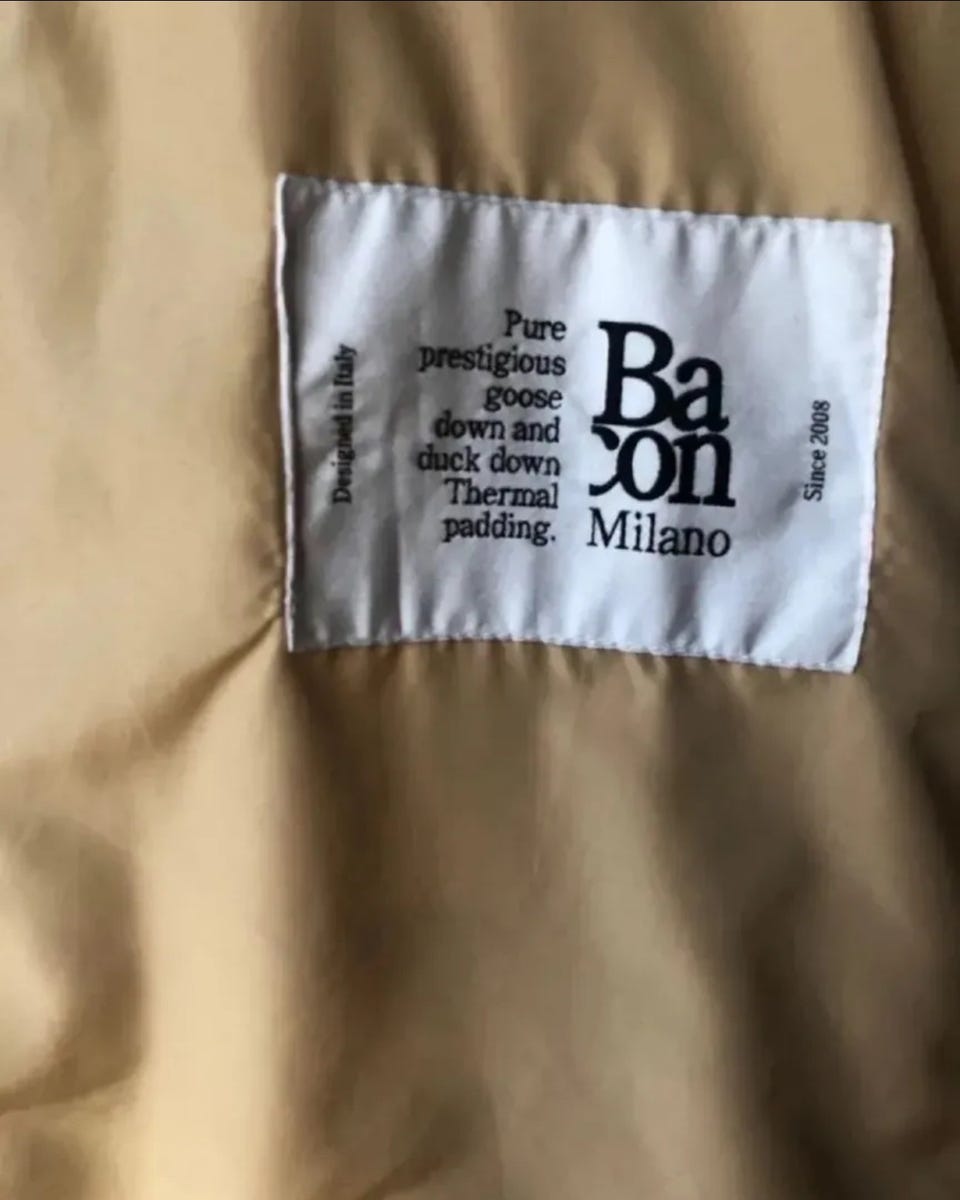 Designed in Italy
Pure
prestigious
goose
down and
duck down
Thermal
padding.
Ba
con
Milano
Since 2008